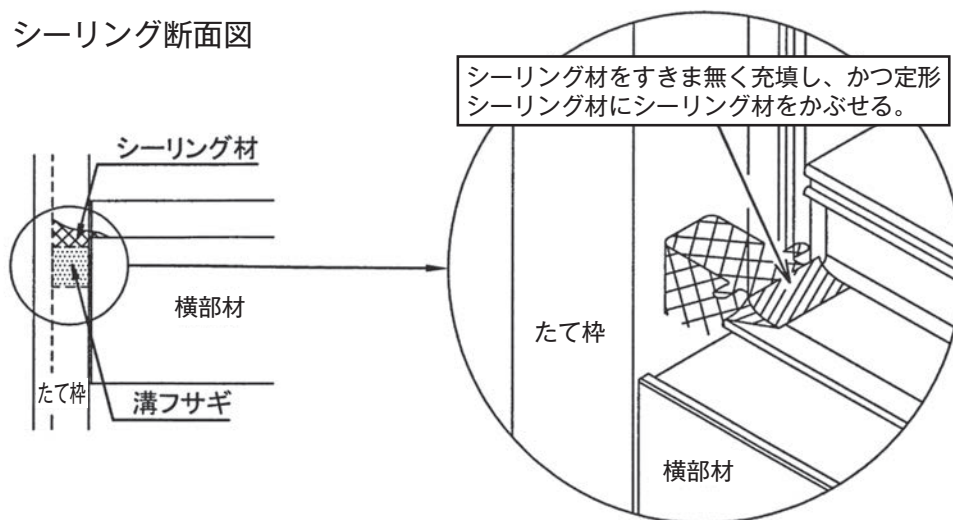 シーリング断面図
シーリング材をすきま無く充填し、かつ定形
シーリング材にシーリング材をかぶせる。
シーリング材
横部材
たて枠
溝フサギ
たて枠
横部材